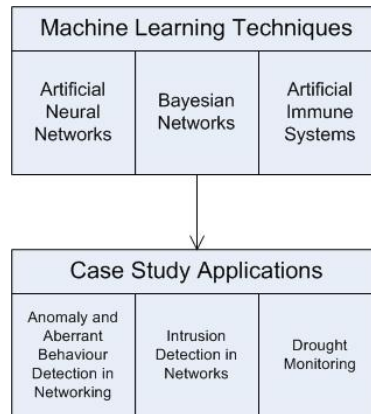 Machine Learning Techniques
Artificial
Neural
Networks
Bayesian
Networks
Artificial
Immune
Systems
Case Study Applications
Anomaly and
Aberrant
Behaviour
Detection in
Networking
Intrusion
Detection in
Networks
Drought
Monitoring